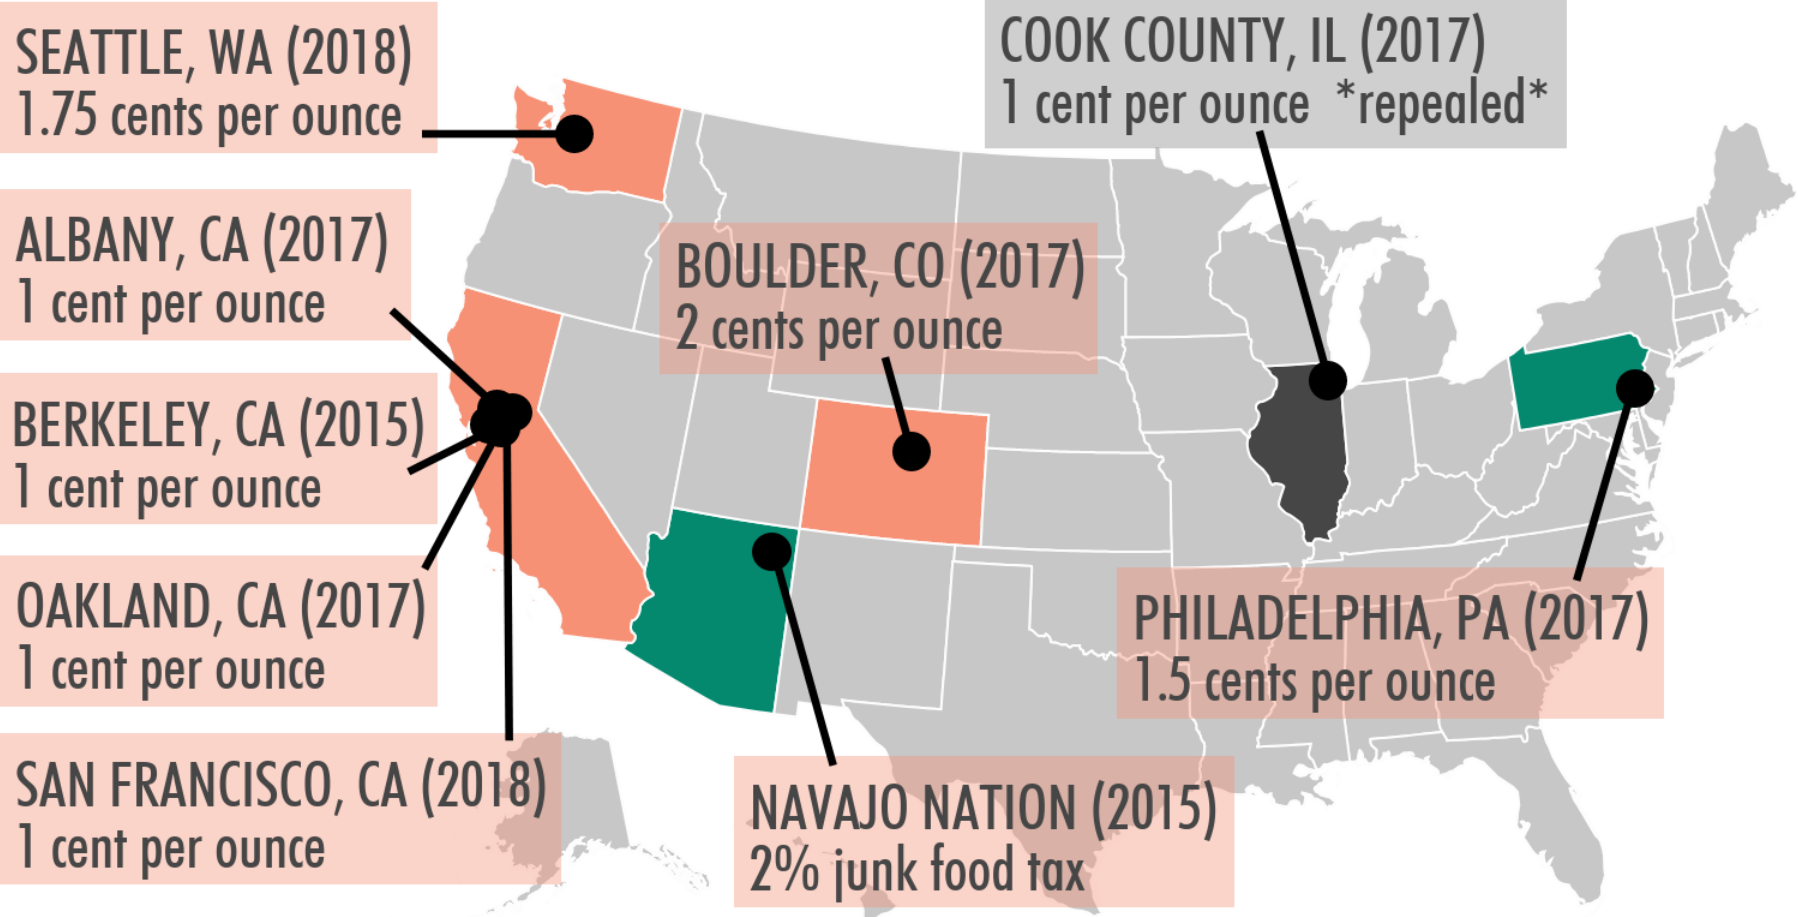 SEATTLE, WA (2018)
1.75 cents per ounce
COOK COUNTY, IL (2017)
1 cent per ounce *repealed*
ALBANY, CA (2017)
1 cent per ounce
BOULDER, CO (2017)
2 cents per ounce
BERKELEY, CA (2015)
1 cent per ounce
OAKLAND, CA (2017)
1 cent per ounce
PHILADELPHIA, PA (2017)
1.5 cents per ounce
SAN FRANCISCO, CA (2018)
1 cent per ounce
NAVAJO NATION (2015)
2% junk food tax